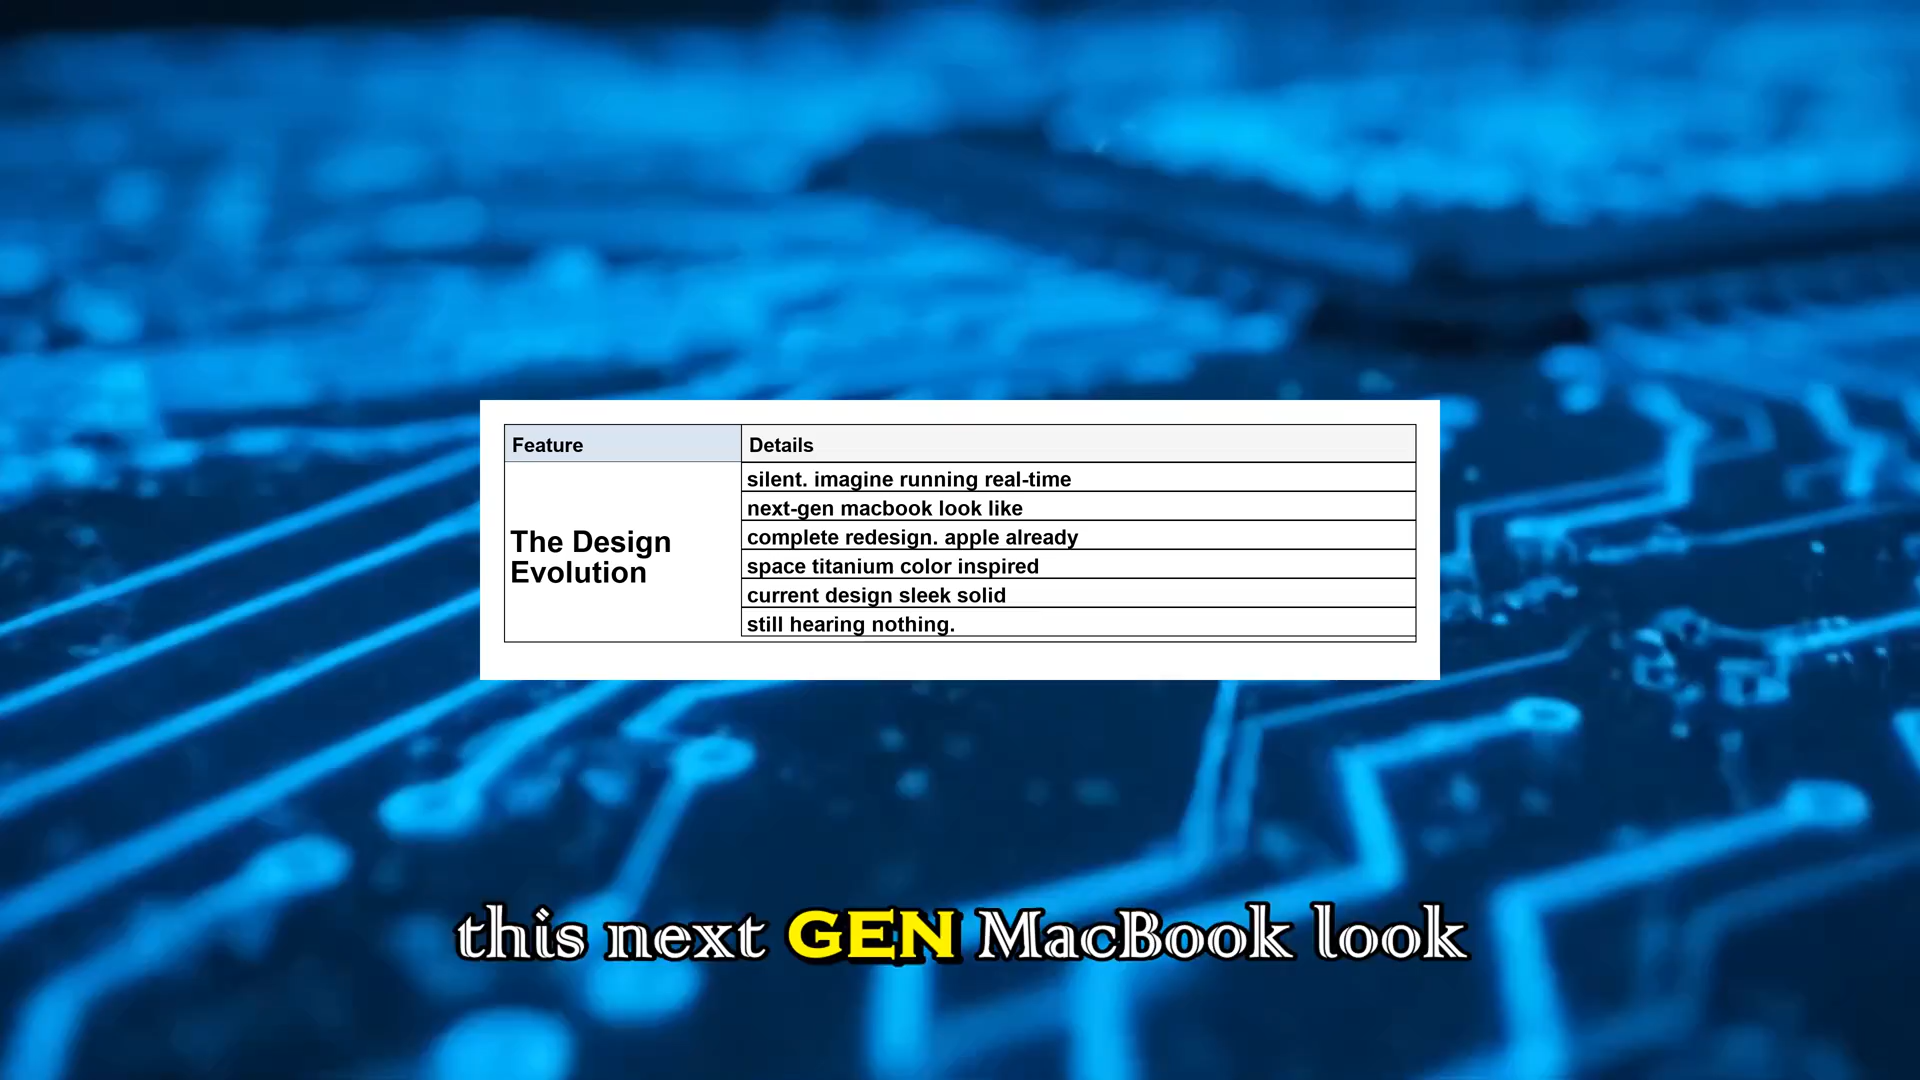 Feature
Details
The Design
Evolution
silent. imagine running real-time
next-gen macbook look like
complete redesign. apple already
space titanium color inspired
current design sleek solid
still hearing nothing.
this next GEN MacBook look